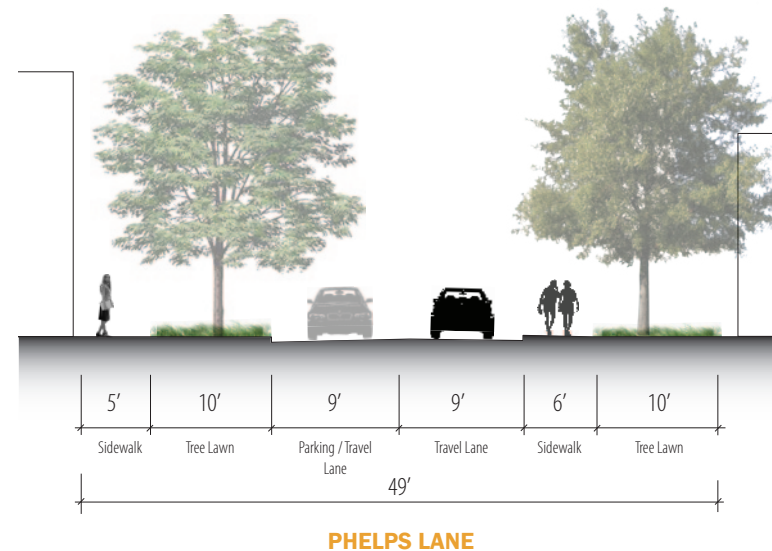 5’ 10’ 9’ 9’ 6’ 10’
Sidewalk Tree Lawn Parking / Travel Lane Travel Lane Sidewalk Tree Lawn
49’
PHELPS LANE